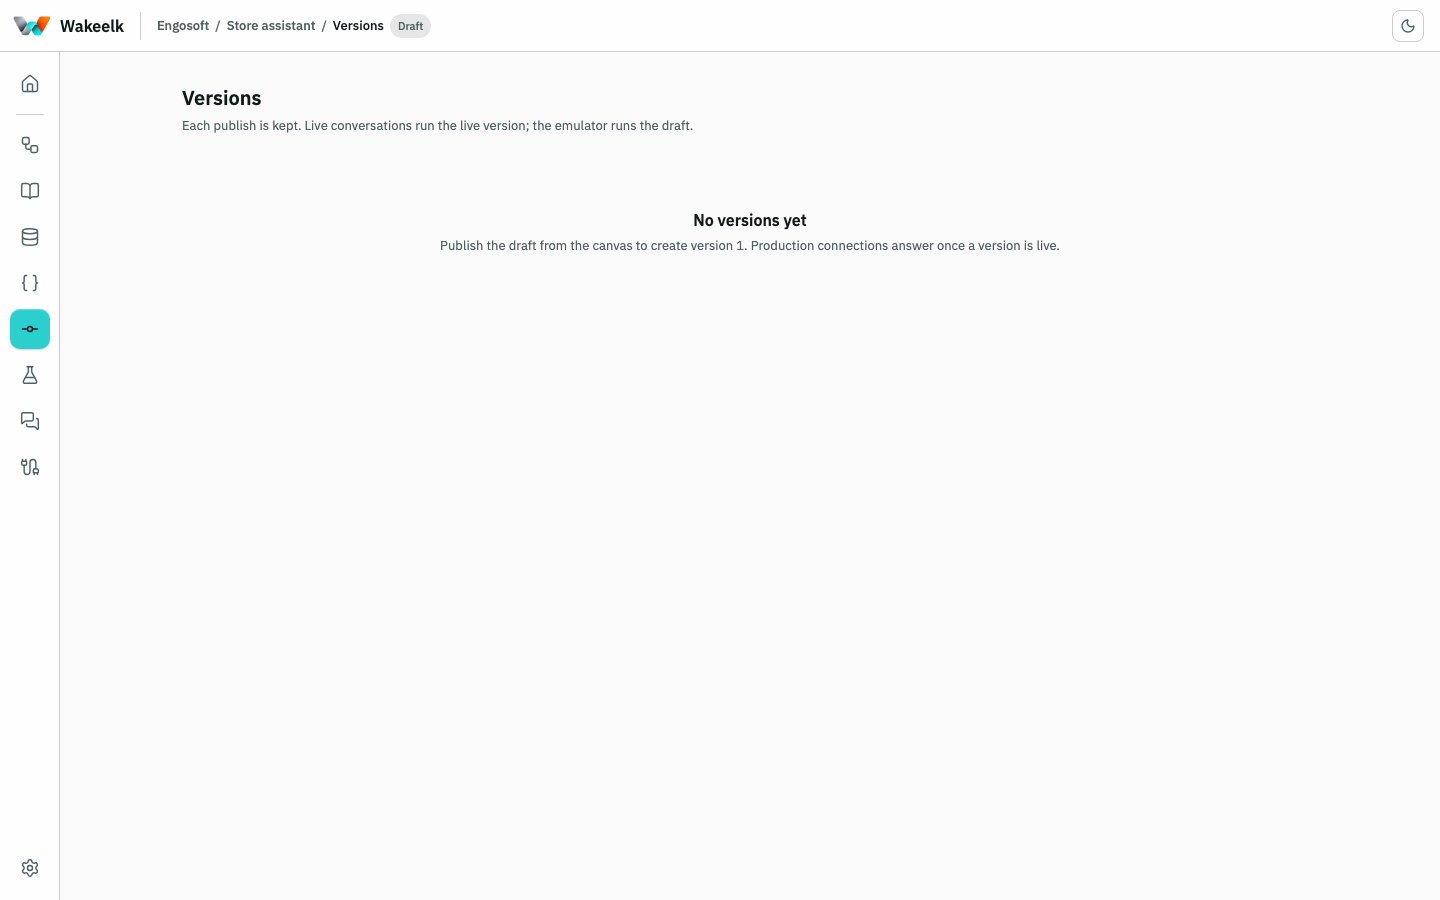 Wakeelk
Engosoft / Store assistant / Versions Draft
Versions
Each publish is kept. Live conversations run the live version; the emulator runs the draft.
No versions yet
Publish the draft from the canvas to create version 1. Production connections answer once a version is live.